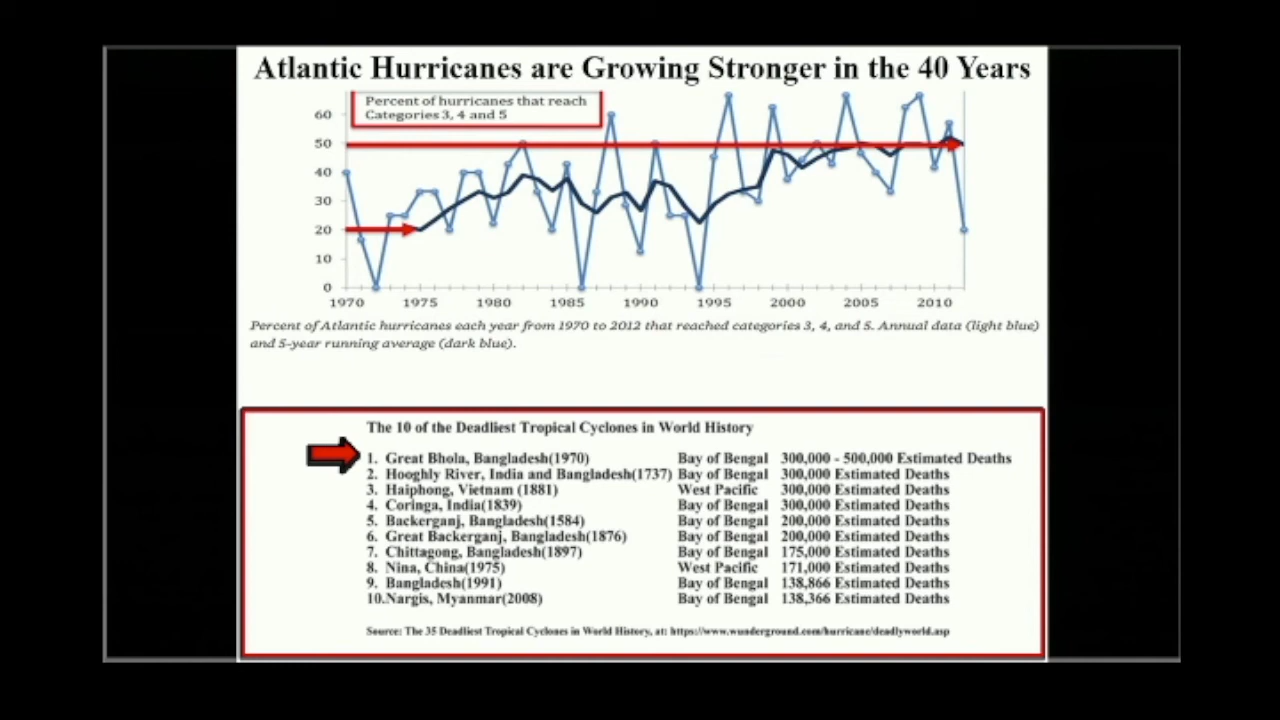 Atlantic Hurricanes are Growing Stronger in the 40 Years
Percent of hurricanes that reach
Categories 3, 4 and 5
60
50
40
30
20
10
0
1970 1975 1980 1985 1990 1995 2000 2005 2010
Percent of Atlantic hurricanes each year from 1970 to 2012 that reached categories 3, 4, and 5. Annual data (light blue)
and 5-year running average (dark blue).
The 10 of the Deadliest Tropical Cyclones in World History
1. Great Bhola, Bangladesh(1970) Bay of Bengal 300,000 - 500,000 Estimated Deaths
2. Hooghly River, India and Bangladesh(1737) Bay of Bengal 300,000 Estimated Deaths
3. Haiphong, Vietnam (1881) West Pacific 300,000 Estimated Deaths
4. Coringa, India(1839) Bay of Bengal 300,000 Estimated Deaths
5. Backerganj, Bangladesh(1584) Bay of Bengal 200,000 Estimated Deaths
6. Great Backerganj, Bangladesh(1876) Bay of Bengal 200,000 Estimated Deaths
7. Chittagong, Bangladesh(1897) Bay of Bengal 175,000 Estimated Deaths
8. Nina, China(1975) West Pacific 171,000 Estimated Deaths
9. Bangladesh(1991) Bay of Bengal 138,866 Estimated Deaths
10.Nargis, Myanmar(2008) Bay of Bengal 138,366 Estimated Deaths
Source: The 35 Deadliest Tropical Cyclones in World History, at: https://www.wunderground.com/hurricane/deadlyworld.asp